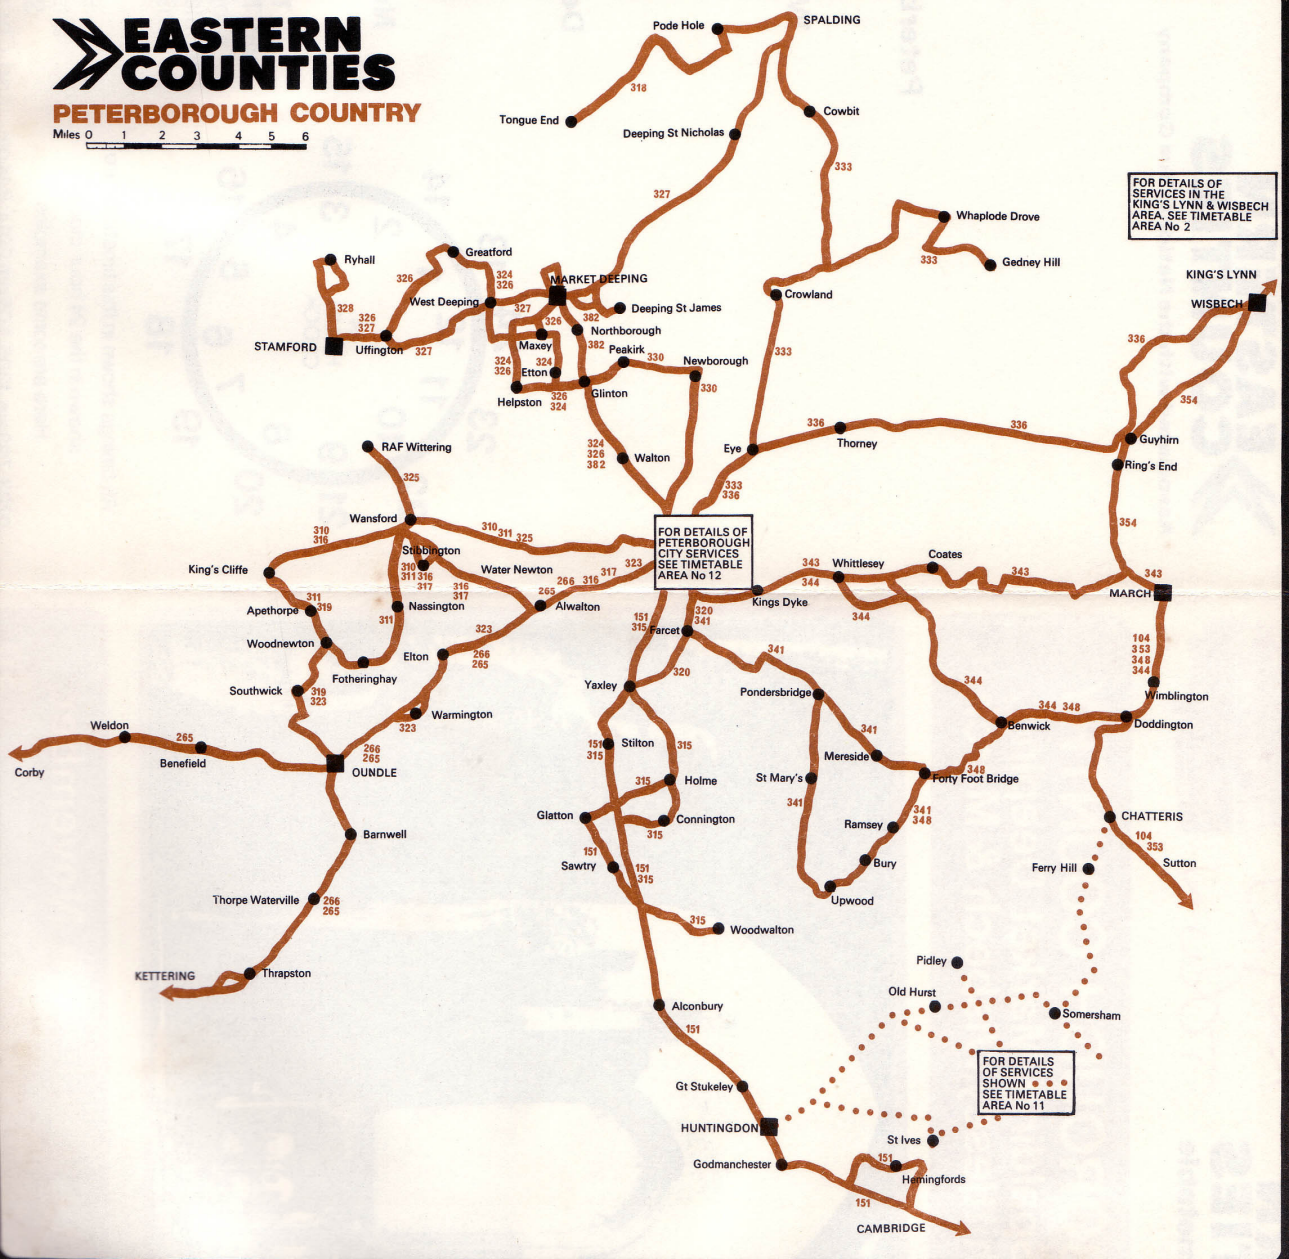 EASTERN
COUNTIES
PETERBOROUGH COUNTRY
Miles 0 1 2 3 4 5 6
Pode Hole
SPALDING
318
Tongue End
Deeping St Nicholas
Cowbit
333
327
FOR DETAILS OF
SERVICES IN THE
KING'S LYNN & WISBECH
AREA. SEE TIMETABLE
AREA No 2
Whaplode Drove
333
Gedney Hill
KING'S LYNN
WISBECH
Ryhall
Greatford
326
324
326
MARKET DEEPING
West Deeping
327
382
Deeping St James
Crowland
328
326
327
STAMFORD
Uffington
327
326
Northborough
Maxey
382
Peakirk
330
Newborough
330
324
326
324
Etton
Helpston
326
324
Glinton
333
336
354
336
Thorney
336
Guyhirn
Ring's End
Eye
RAF Wittering
325
324
326
382
Walton
333
336
354
Wansford
310
311
325
310
316
Stibbington
King's Cliffe
310
311 316
317
Water Newton
316
317
265
266
316
317
323
FOR DETAILS OF
PETERBOROUGH
CITY SERVICES
SEE TIMETABLE
AREA No 12
343
344
Whittlesey
Coates
343
343
MARCH
Kings Dyke
344
Apethorpe
311
319
Nassington
311
Alwalton
Woodnewton
323
Elton
266
265
151
315
320
341
Farcet
341
104
353
348
344
Fotheringhay
Southwick
319
323
320
Yaxley
Pondersbridge
344
Wimblington
Warmington
323
344 348
Benwick
Doddington
Weldon
265
Benefield
Corby
266
265
OUNDLE
151
315
Stilton
315
341
Mereside
348
Forty Foot Bridge
315
Holme
St Mary's
341
Glatton
Connington
315
341
348
Ramsey
CHATTERIS
104
353
Sutton
Barnwell
151
Sawtry
151
315
Bury
Ferry Hill
Upwood
Thorpe Waterville
266
265
315
Woodwalton
KETTERING
Thrapston
Pidley
Old Hurst
Somersham
Alconbury
151
FOR DETAILS
OF SERVICES
SHOWN
SEE TIMETABLE
AREA No 11
Gt Stukeley
HUNTINGDON
St Ives
Godmanchester
151
Hemingfords
151
CAMBRIDGE